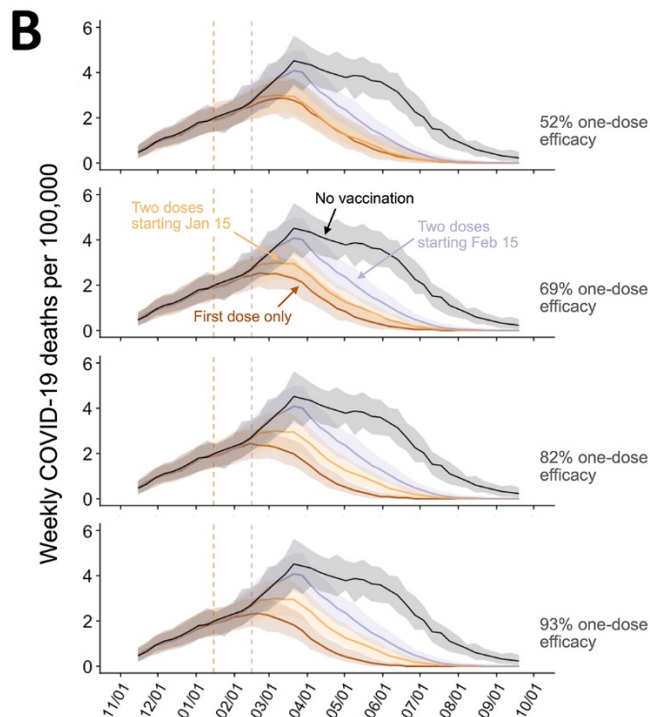 B
Weekly COVID-19 deaths per 100,000
6
4
2
0
52% one-dose
efficacy
6
4
2
0
No vaccination
Two doses
starting Jan 15
Two doses
starting Feb 15
First dose only
69% one-dose
efficacy
6
4
2
0
82% one-dose
efficacy
6
4
2
0
93% one-dose
efficacy
11/01
12/01
01/01
02/01
03/01
04/01
05/01
06/01
07/01
08/01
09/01
10/01